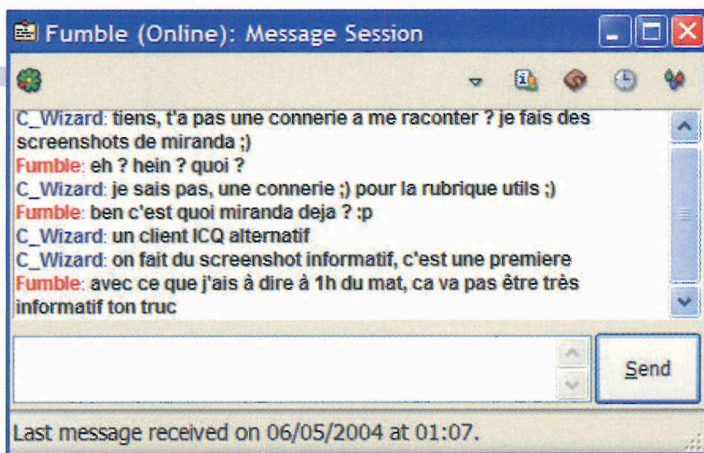 Fumble (Online): Message Session
C_Wizard: tiens, t'a pas une connerie a me raconter ? je fais des
screenshots de miranda ;)
Fumble: eh ? hein ? quoi ?
C_Wizard: je sais pas, une connerie ;) pour la rubrique utils ;)
Fumble: ben c'est quoi miranda deja ? :p
C_Wizard: un client ICQ alternatif
C_Wizard: on fait du screenshot informatif, c'est une premiere
Fumble: avec ce que j'ais à dire à 1h du mat, ca va pas être très
informatif ton truc
Send
Last message received on 06/05/2004 at 01:07.